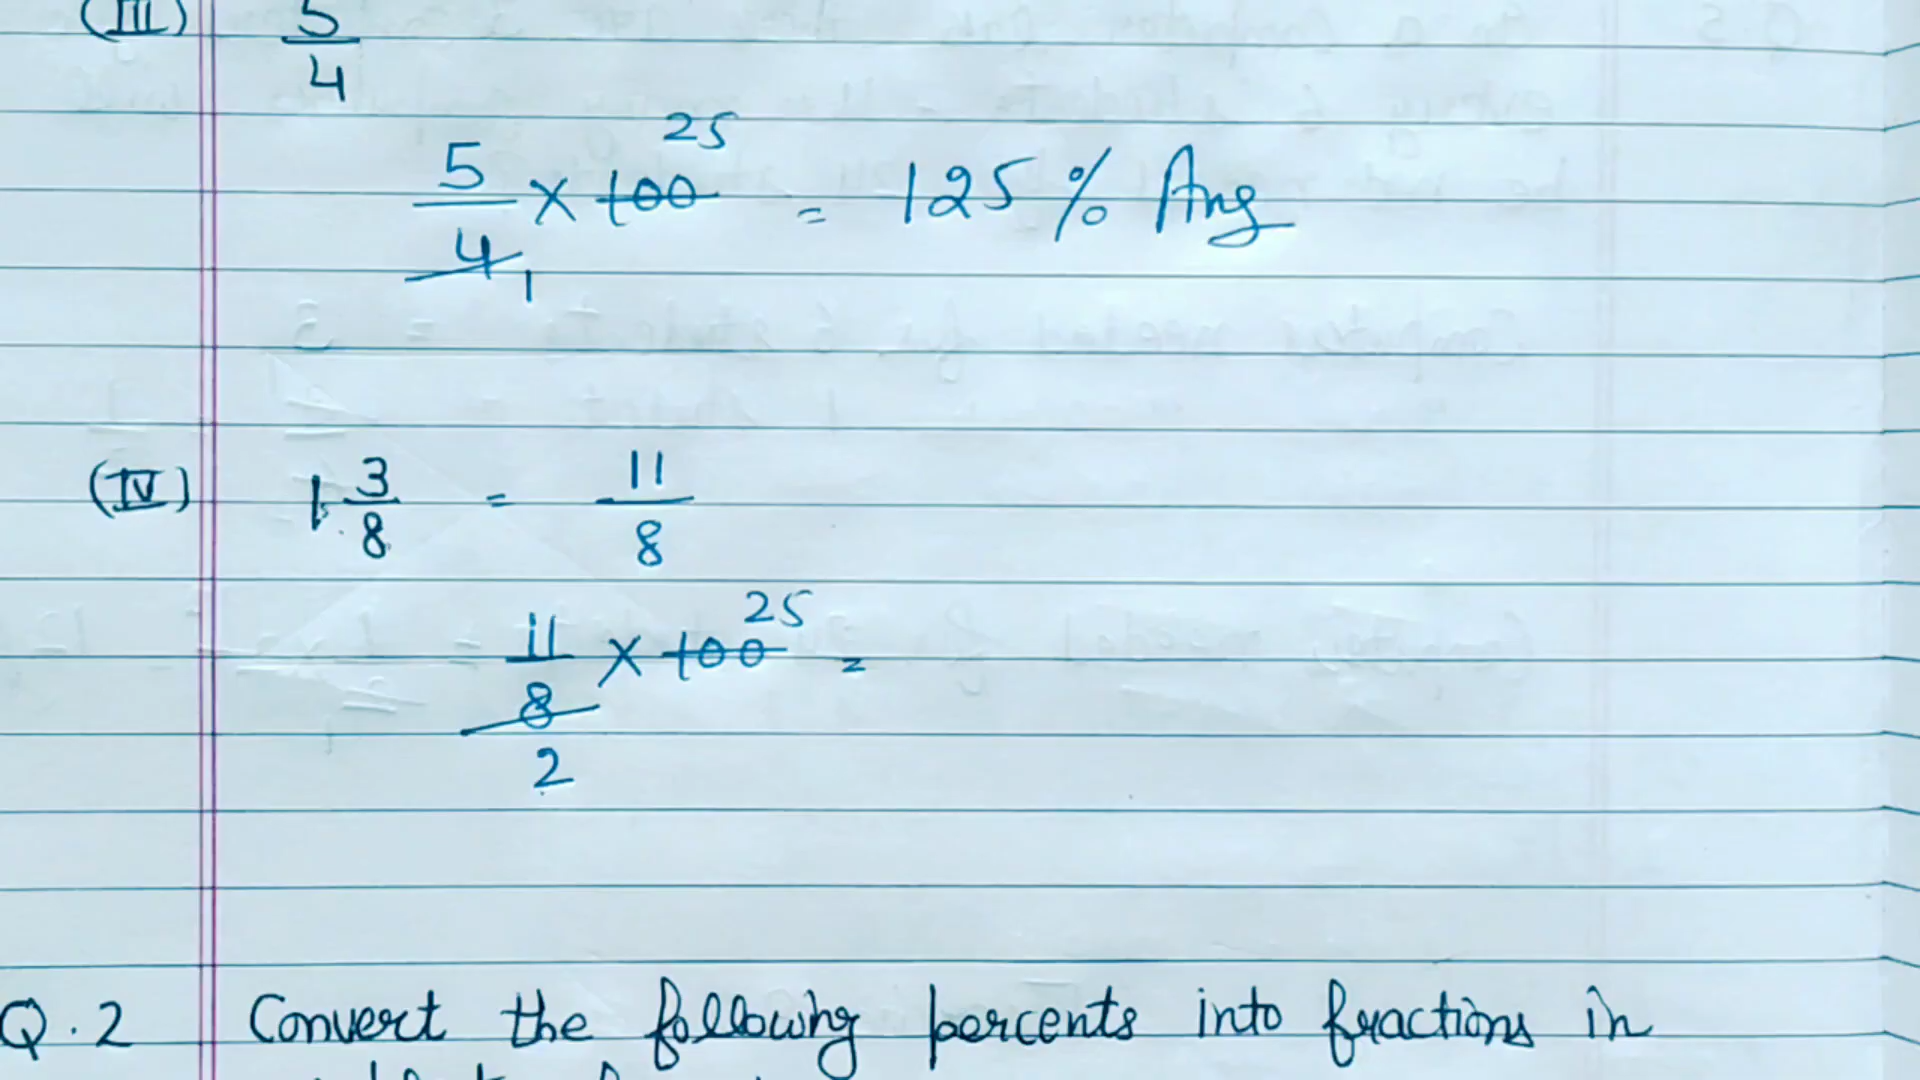 (III) 5/4
5/4 × 100 25 = 125 % Ans
4 1
(IV) 1 3/8 = 11/8
11/8 × 100 25 =
2
Q.2 Convert the following percents into fractions in